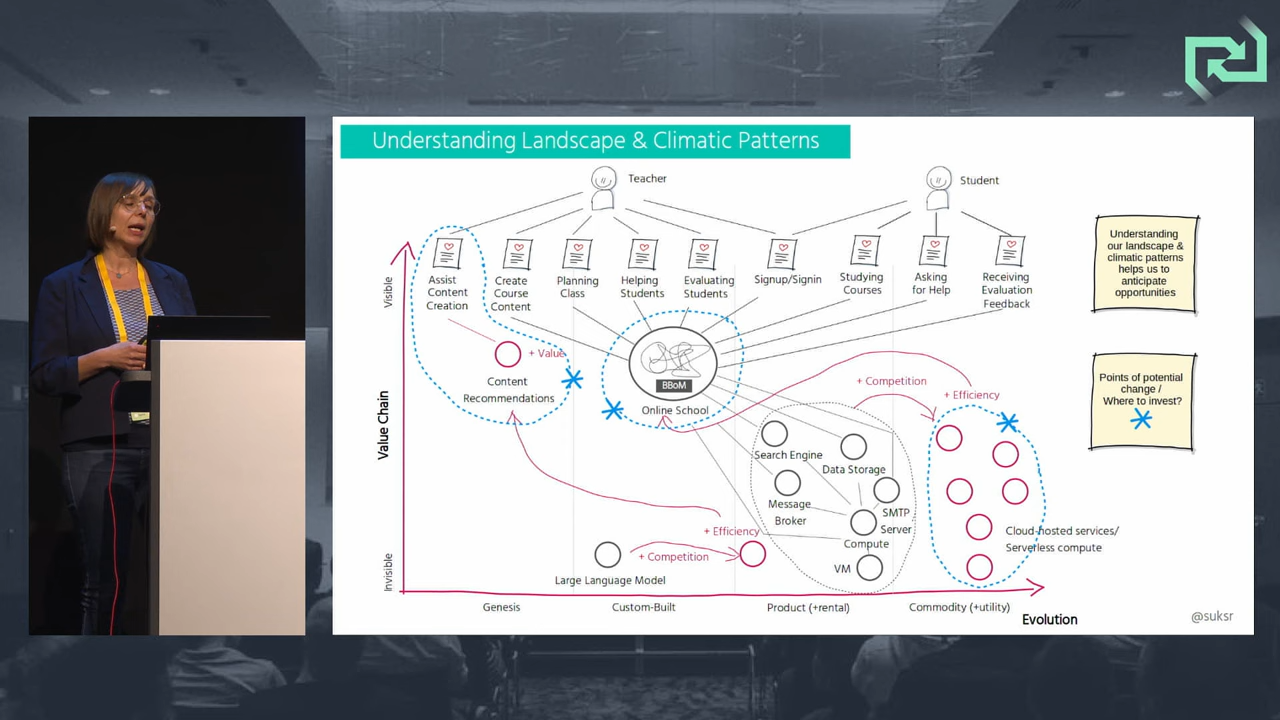 Understanding Landscape & Climatic Patterns
Teacher
Student
Assist
Content
Creation
Create
Course
Content
Planning
Class
Helping
Students
Evaluating
Students
Signup/Signin
Studying
Courses
Asking
for Help
Receiving
Evaluation
Feedback
Understanding
our landscape &
climatic patterns
helps us to
anticipate
opportunities
Visible
+ Value
Content
Recommendations
BBoM
Online School
+ Competition
+ Efficiency
Points of potential
change /
Where to invest?
Value Chain
Search Engine
Data Storage
Message
Broker
SMTP
Server
Compute
VM
Cloud-hosted services/
Serverless compute
+ Efficiency
+ Competition
Large Language Model
Invisible
Genesis
Custom-Built
Product (+rental)
Commodity (+utility)
Evolution
@suksr